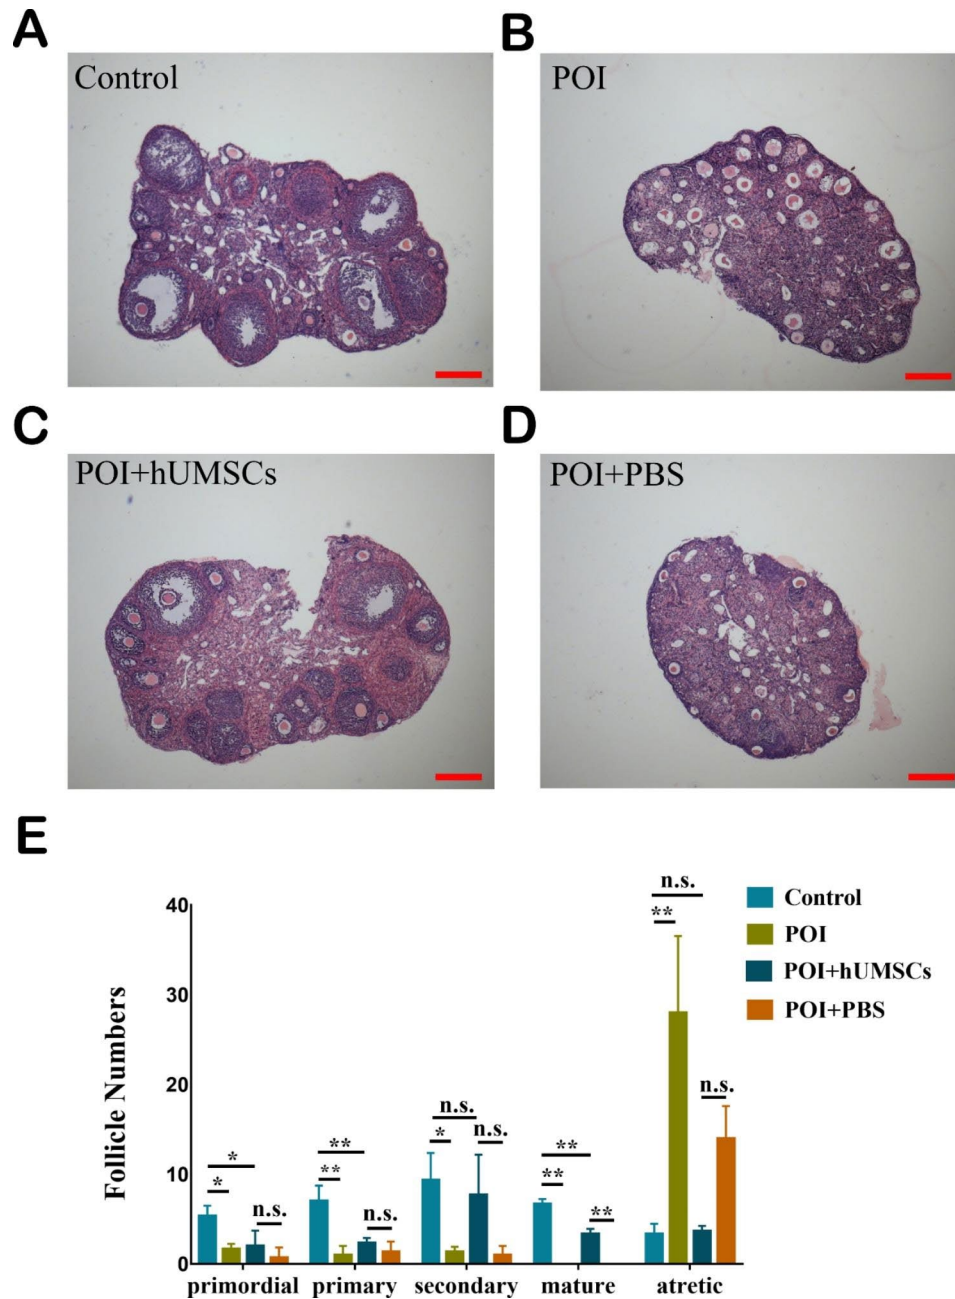 A
Control
B
POI
C
POI+hUMSCs
D
POI+PBS
E
Follicle Numbers
40
30
20
10
0
* *
n.s.
** **
n.s.
n.s.
*
n.s.
** ** **
n.s.
**
n.s.
primordial primary secondary mature atretic
Control
POI
POI+hUMSCs
POI+PBS